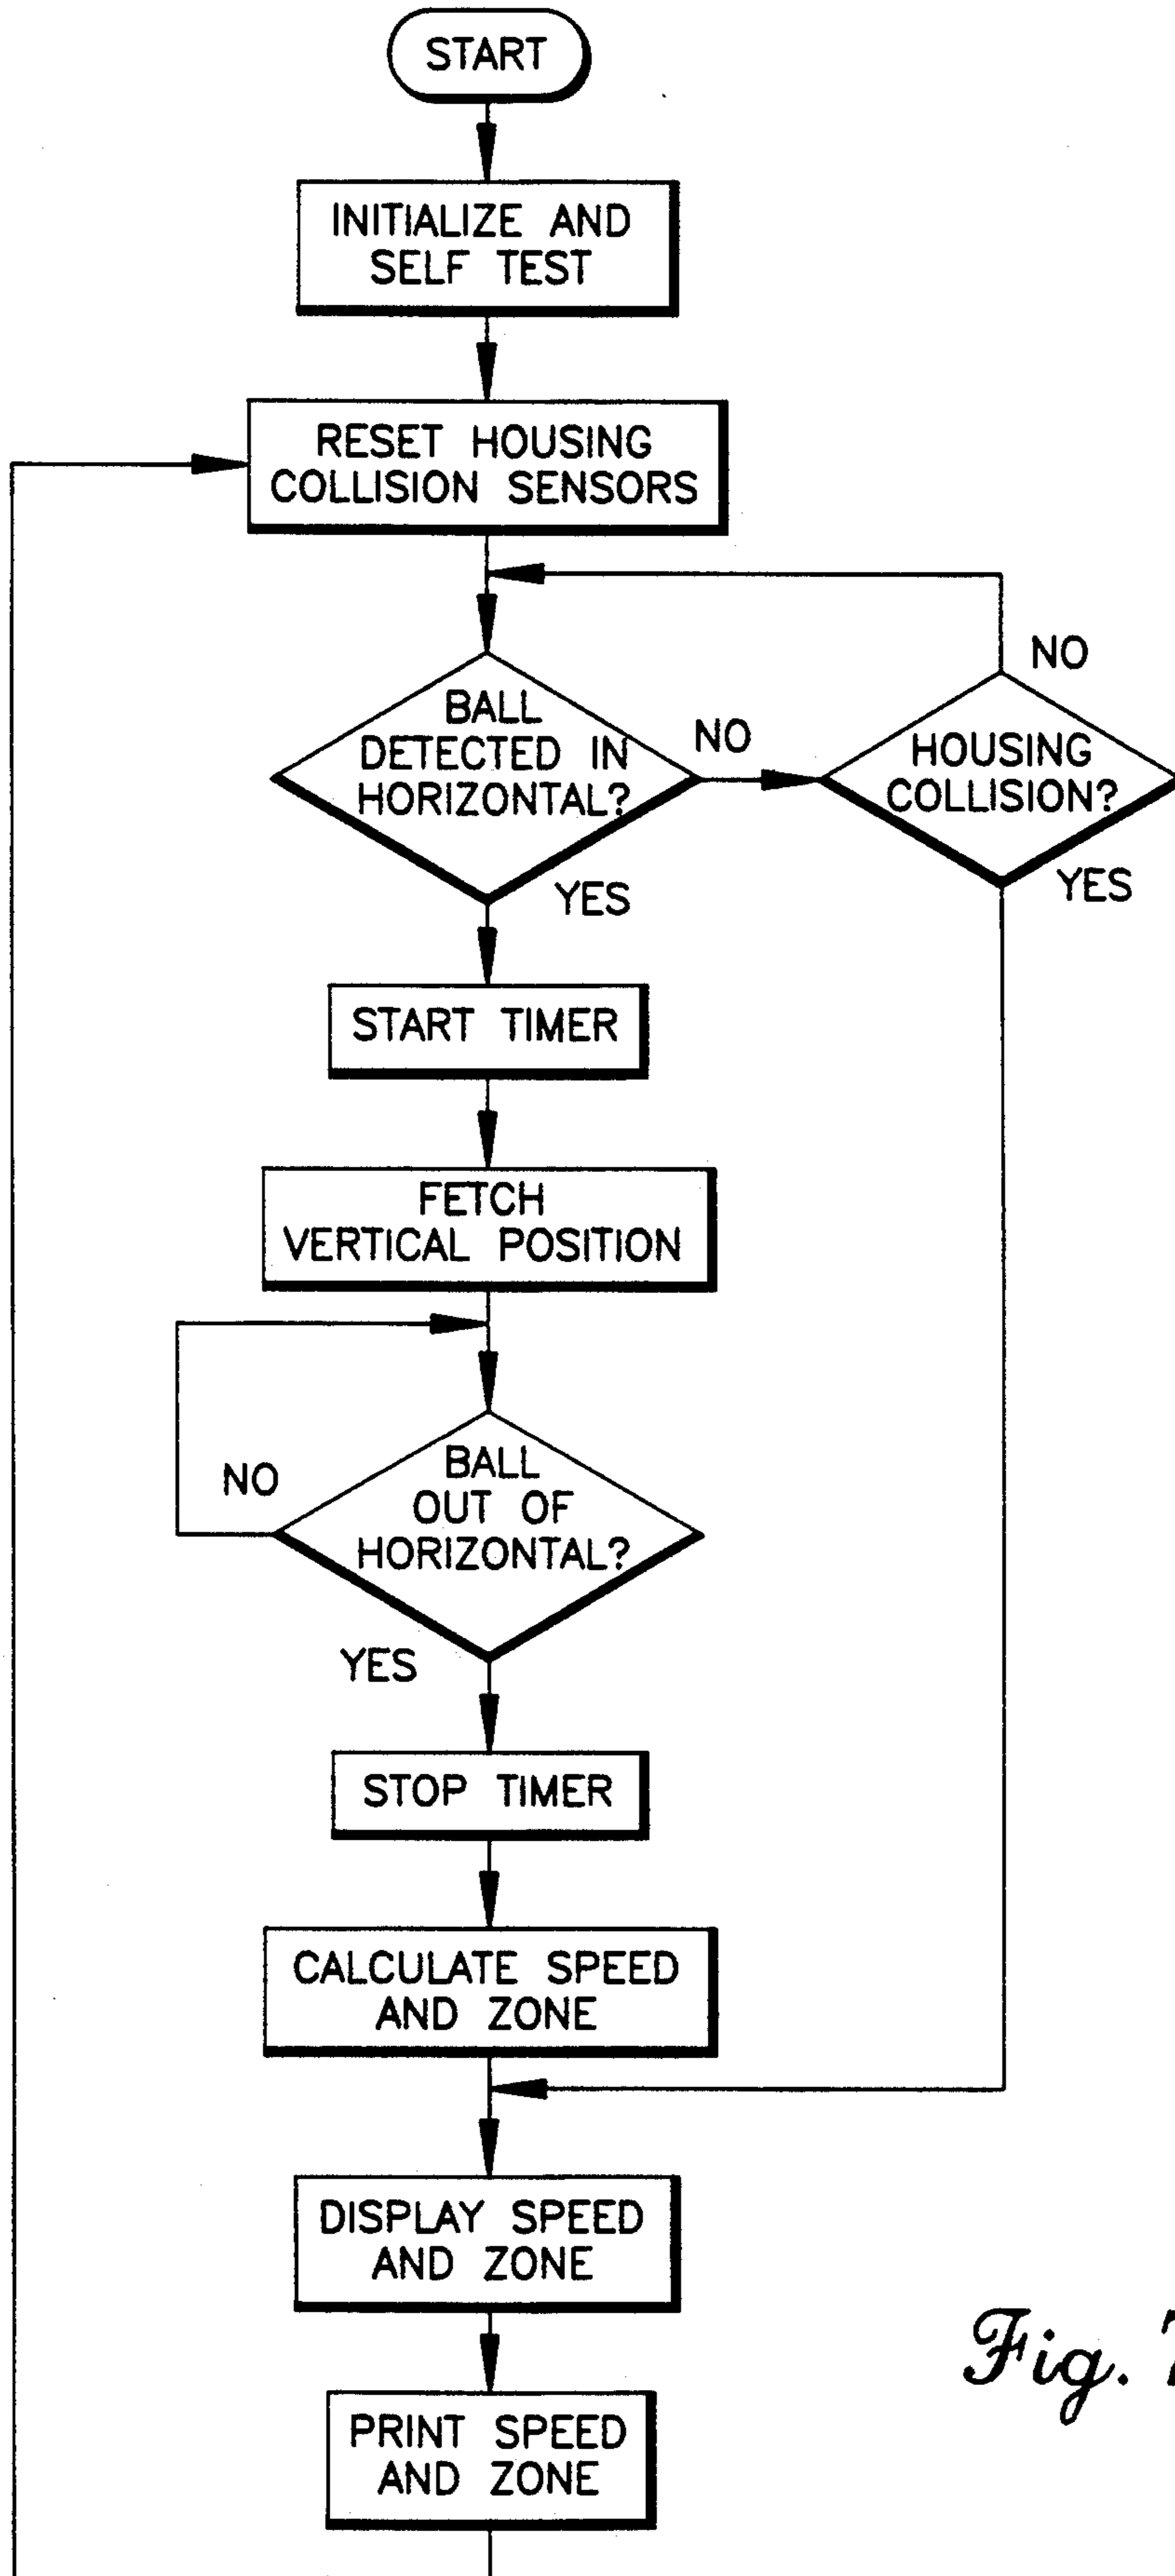 START
INITIALIZE AND
SELF TEST
RESET HOUSING
COLLISION SENSORS
NO
BALL
DETECTED IN
HORIZONTAL?
NO
HOUSING
COLLISION?
YES
YES
START TIMER
FETCH
VERTICAL POSITION
BALL
OUT OF
HORIZONTAL?
NO
YES
STOP TIMER
CALCULATE SPEED
AND ZONE
DISPLAY SPEED
AND ZONE
Fig.
PRINT SPEED
AND ZONE